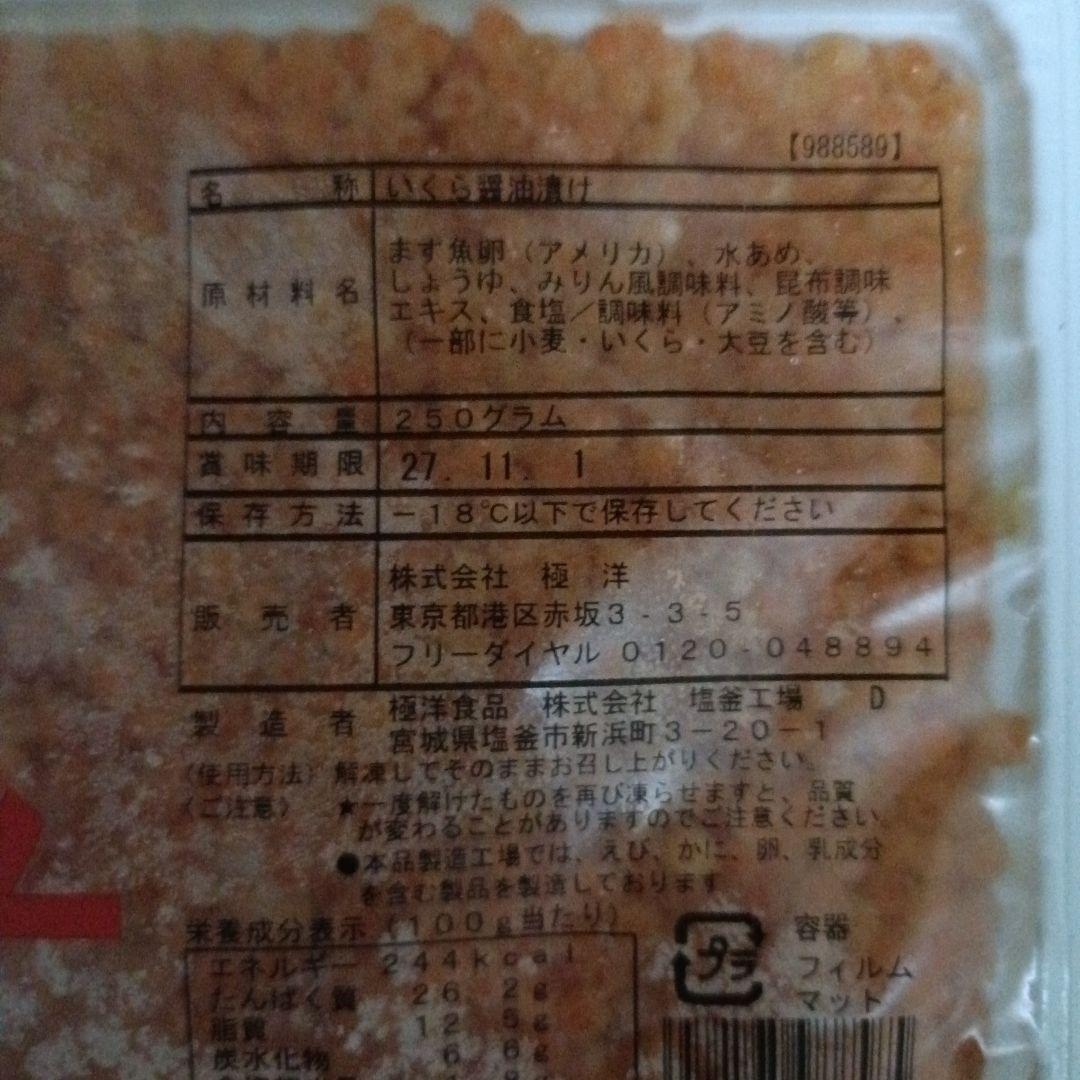 【988589】
名称 いくら醤油漬け
原材料名 ます魚卵(アメリカ)、水あめ、
しょうゆ、みりん風調味料、昆布調味
エキス、食塩/調味料(アミノ酸等)、
(一部に小麦・いくら・大豆を含む)
内容量 250グラム
賞味期限 27.11.1
保存方法 -18℃以下で保存してください
販売者 株式会社 極洋
東京都港区赤坂3-3-5
フリーダイヤル 0120-048894
製造者 極洋食品 株式会社 塩釜工場 D
宮城県塩釜市新浜町3-20-1
(使用方法) 解凍してそのままお召し上がりください。
(ご注意) ★一度解けたものを再び凍らせますと、品質
が変わることがありますのでご注意ください。
●本品製造工場では、えび、かに、卵、乳成分
を含む製品を製造しております
栄養成分表示(100g当たり)
エネルギー 244kcal
たんぱく質 26.2g
脂質 12.5g
炭水化物 6.6g
プラ
容器
フィルム
マット